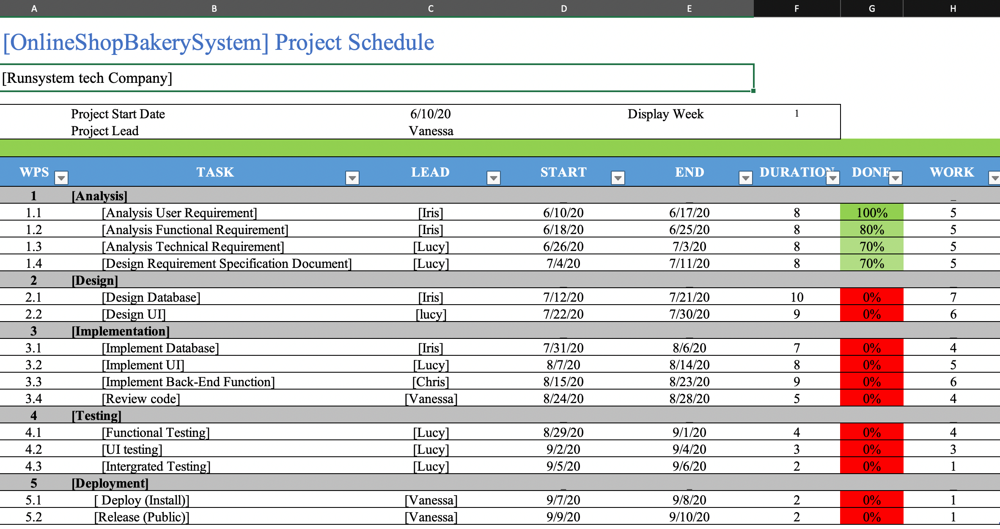 A B C D E F G H
[OnlineShopBakerySystem] Project Schedule
[Runsystem tech Company]
Project Start Date 6/10/20 Display Week 1
Project Lead Vanessa
WPS TASK LEAD START END DURATION DONE WORK
1 [Analysis] _ _ _
1.1 [Analysis User Requirement] [Iris] 6/10/20 6/17/20 8 100% 5
1.2 [Analysis Functional Requirement] [Iris] 6/18/20 6/25/20 8 80% 5
1.3 [Analysis Technical Requirement] [Lucy] 6/26/20 7/3/20 8 70% 5
1.4 [Design Requirement Specification Document] [Lucy] 7/4/20 7/11/20 8 70% 5
2 [Design] _ _ _
2.1 [Design Database] [Iris] 7/12/20 7/21/20 10 0% 7
2.2 [Design UI] [lucy] 7/22/20 7/30/20 9 0% 6
3 [Implementation] _ _ _
3.1 [Implement Database] [Iris] 7/31/20 8/6/20 7 0% 4
3.2 [Implement UI] [Lucy] 8/7/20 8/14/20 8 0% 5
3.3 [Implement Back-End Function] [Chris] 8/15/20 8/23/20 9 0% 6
3.4 [Review code] [Vanessa] 8/24/20 8/28/20 5 0% 4
4 [Testing] _ _ _
4.1 [Functional Testing] [Lucy] 8/29/20 9/1/20 4 0% 4
4.2 [UI testing] [Lucy] 9/2/20 9/4/20 3 0% 3
4.3 [Intergrated Testing] [Lucy] 9/5/20 9/6/20 2 0% 1
5 [Deployment] _ _ _
5.1 [ Deploy (Install)] [Vanessa] 9/7/20 9/8/20 2 0% 1
5.2 [Release (Public)] [Vanessa] 9/9/20 9/10/20 2 0% 1